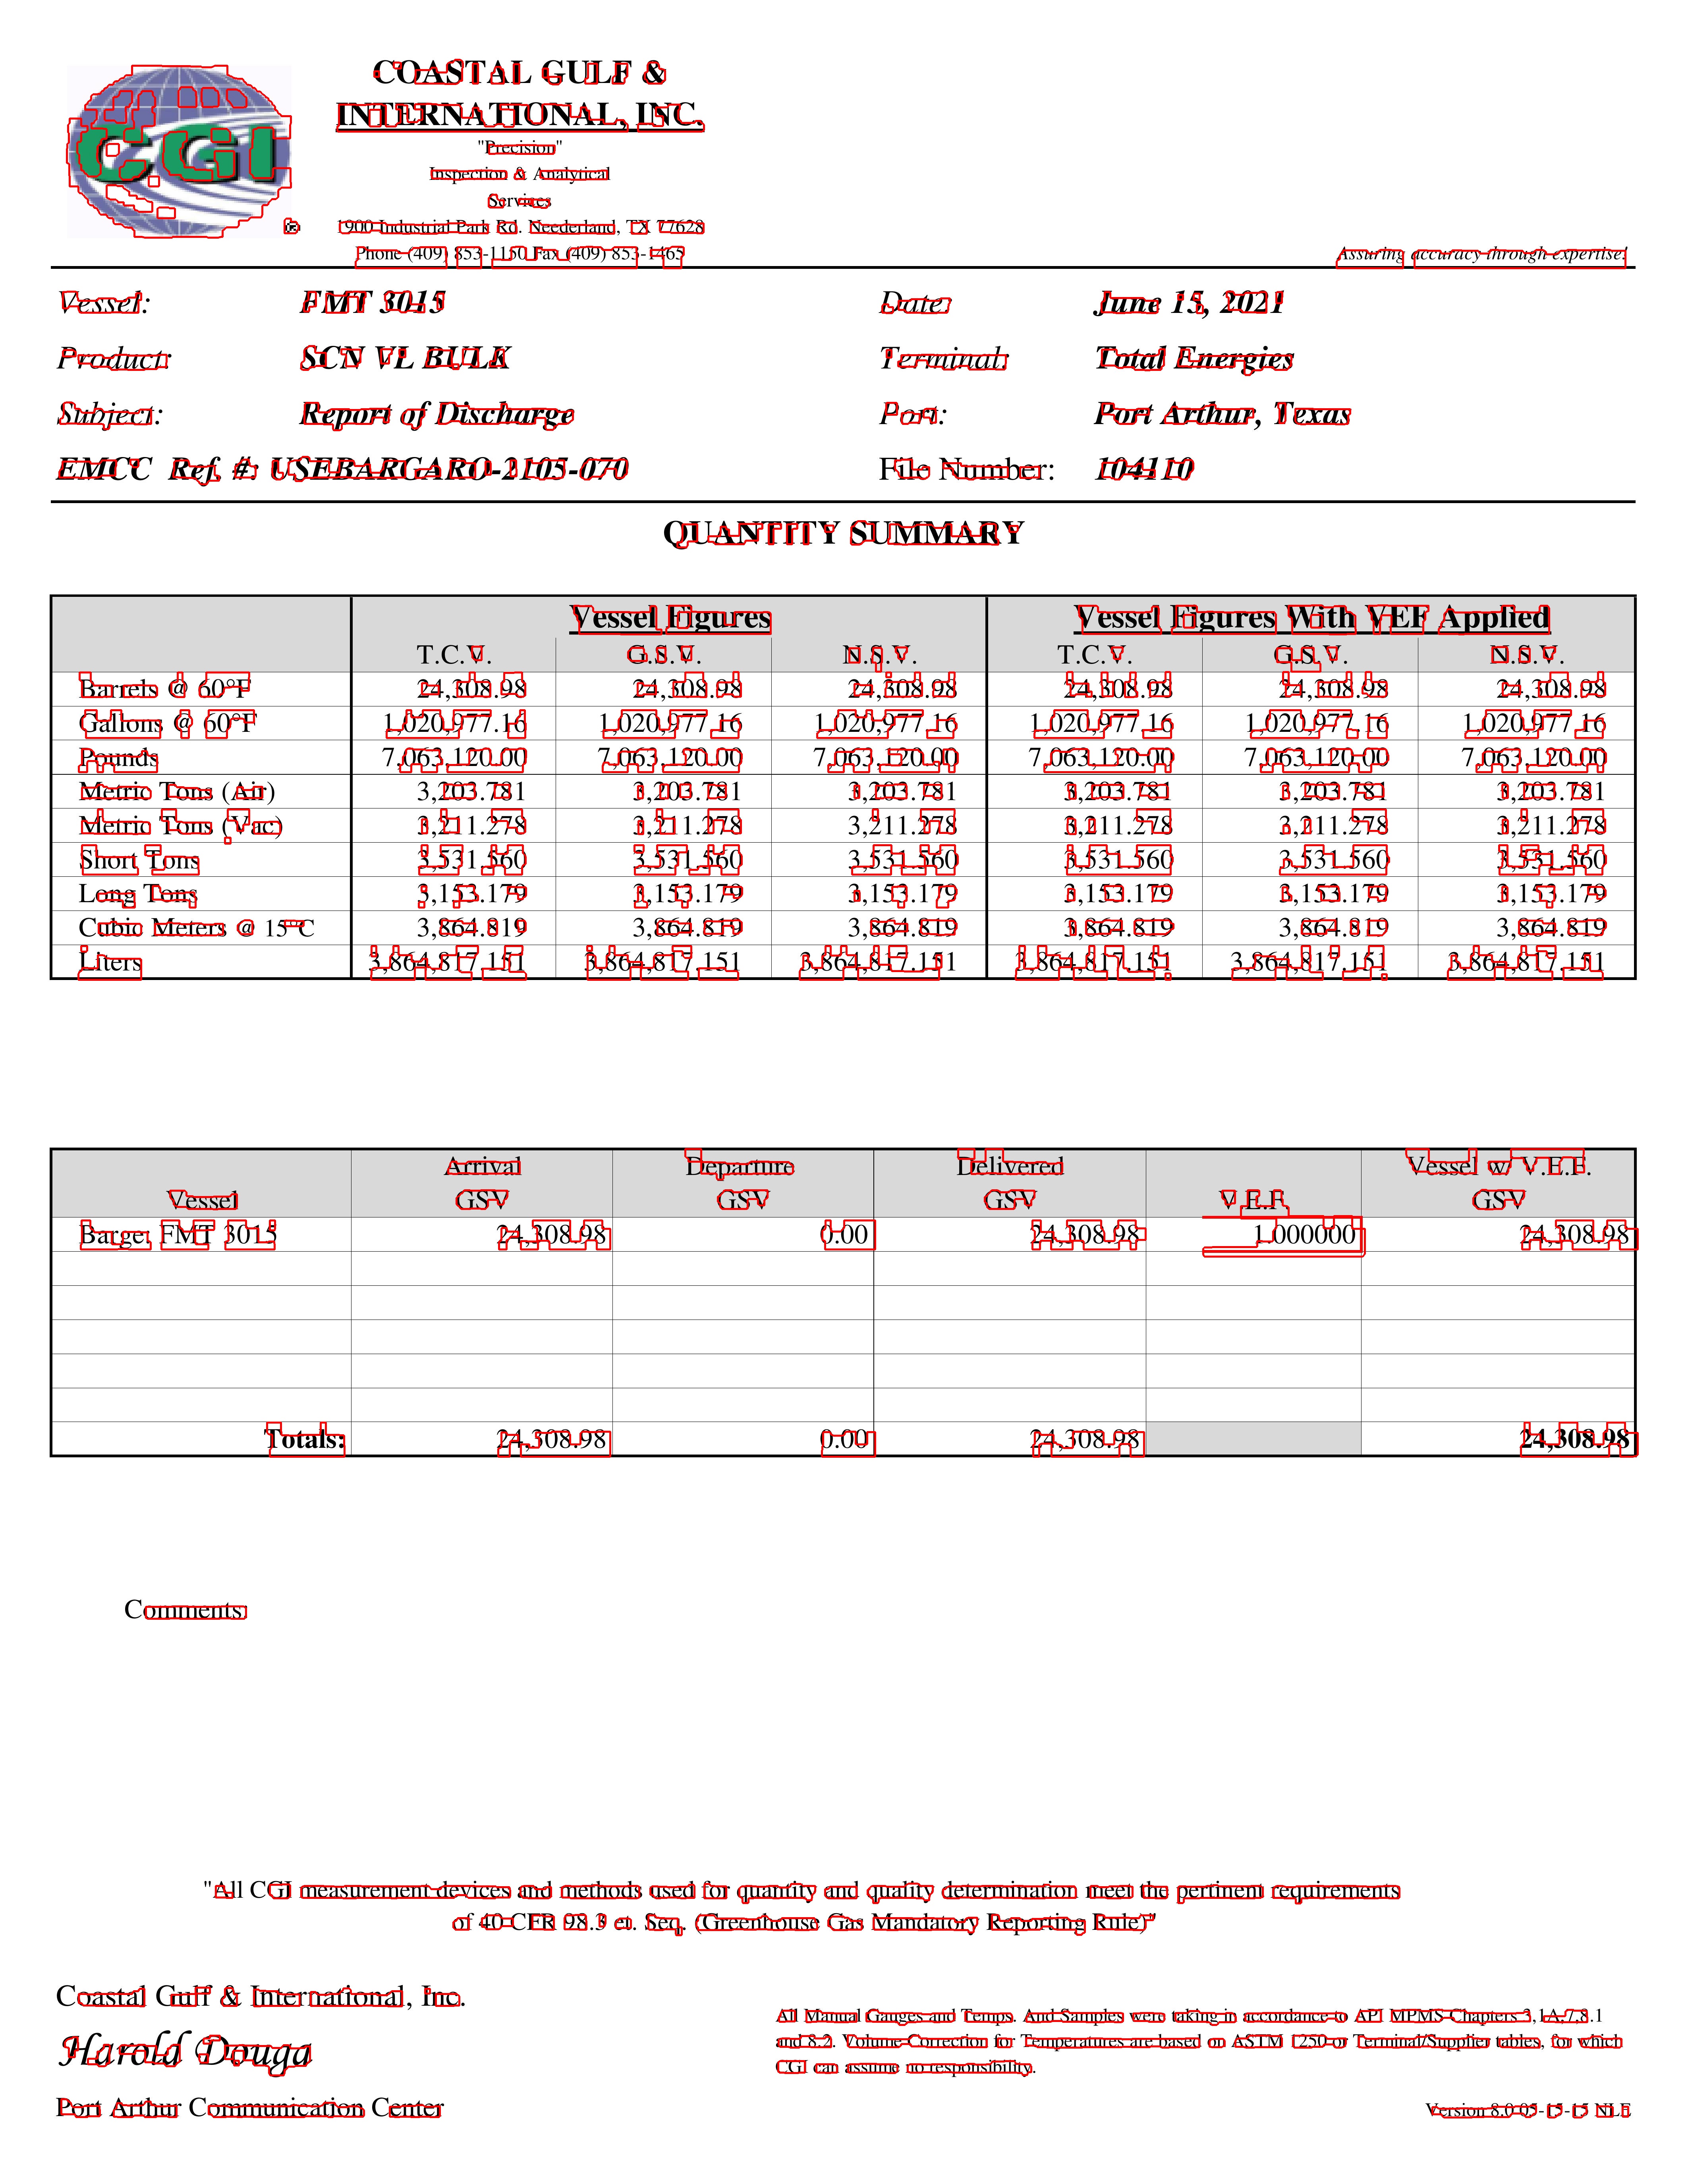 CGI
COASTAL GULF &
INTERNATIONAL, INC.
"Precision"
Inspection & Analytical
Services
1900 Industrial Park Rd. Neederland, TX 77628
Phone (409) 853-1150 Fax (409) 853-1465
Assuring accuracy through expertise!
Vessel: FMT 3015 Date: June 15, 2021
Product: SCN VL BULK Terminal: Total Energies
Subject: Report of Discharge Port: Port Arthur, Texas
EMCC Ref. #: USEBARGARO-2105-070 File Number: 104110
QUANTITY SUMMARY
Vessel Figures Vessel Figures With VEF Applied
T.C.V. G.S.V. N.S.V. T.C.V. G.S.V. N.S.V.
Barrels @ 60°F 24,308.98 24,308.98 24,308.98 24,308.98 24,308.98 24,308.98
Gallons @ 60°F 1,020,977.16 1,020,977.16 1,020,977.16 1,020,977.16 1,020,977.16 1,020,977.16
Pounds 7,063,120.00 7,063,120.00 7,063,120.00 7,063,120.00 7,063,120.00 7,063,120.00
Metric Tons (Air) 3,203.781 3,203.781 3,203.781 3,203.781 3,203.781 3,203.781
Metric Tons (Vac) 3,211.278 3,211.278 3,211.278 3,211.278 3,211.278 3,211.278
Short Tons 3,531.560 3,531.560 3,531.560 3,531.560 3,531.560 3,531.560
Long Tons 3,153.179 3,153.179 3,153.179 3,153.179 3,153.179 3,153.179
Cubic Meters @ 15°C 3,864.819 3,864.819 3,864.819 3,864.819 3,864.819 3,864.819
Liters 3,864,817.151 3,864,817.151 3,864,817.151 3,864,817.151 3,864,817.151 3,864,817.151
Arrival Departure Delivered Vessel w/ V.E.F.
Vessel GSV GSV GSV V.E.F. GSV
Barge: FMT 3015 24,308.98 0.00 24,308.98 1.000000 24,308.98
Totals: 24,308.98 0.00 24,308.98 24,308.98
Comments:
"All CGI measurement devices and methods used for quantity and quality determination meet the pertinent requirements
of 40 CFR 98.3 et. Seq. (Greenhouse Gas Mandatory Reporting Rule)"
Coastal Gulf & International, Inc.
Harold Douga
Port Arthur Communication Center
All Manual Gauges and Temps. And Samples were taking in accordance to API MPMS Chapters 3,1A,7,8.1
and 8.2. Volume Correction for Temperatures are based on ASTM 1250 or Terminal/Supplier tables, for which
CGI can assume no responsibility.
Version 8.0 05-15-15 NLE